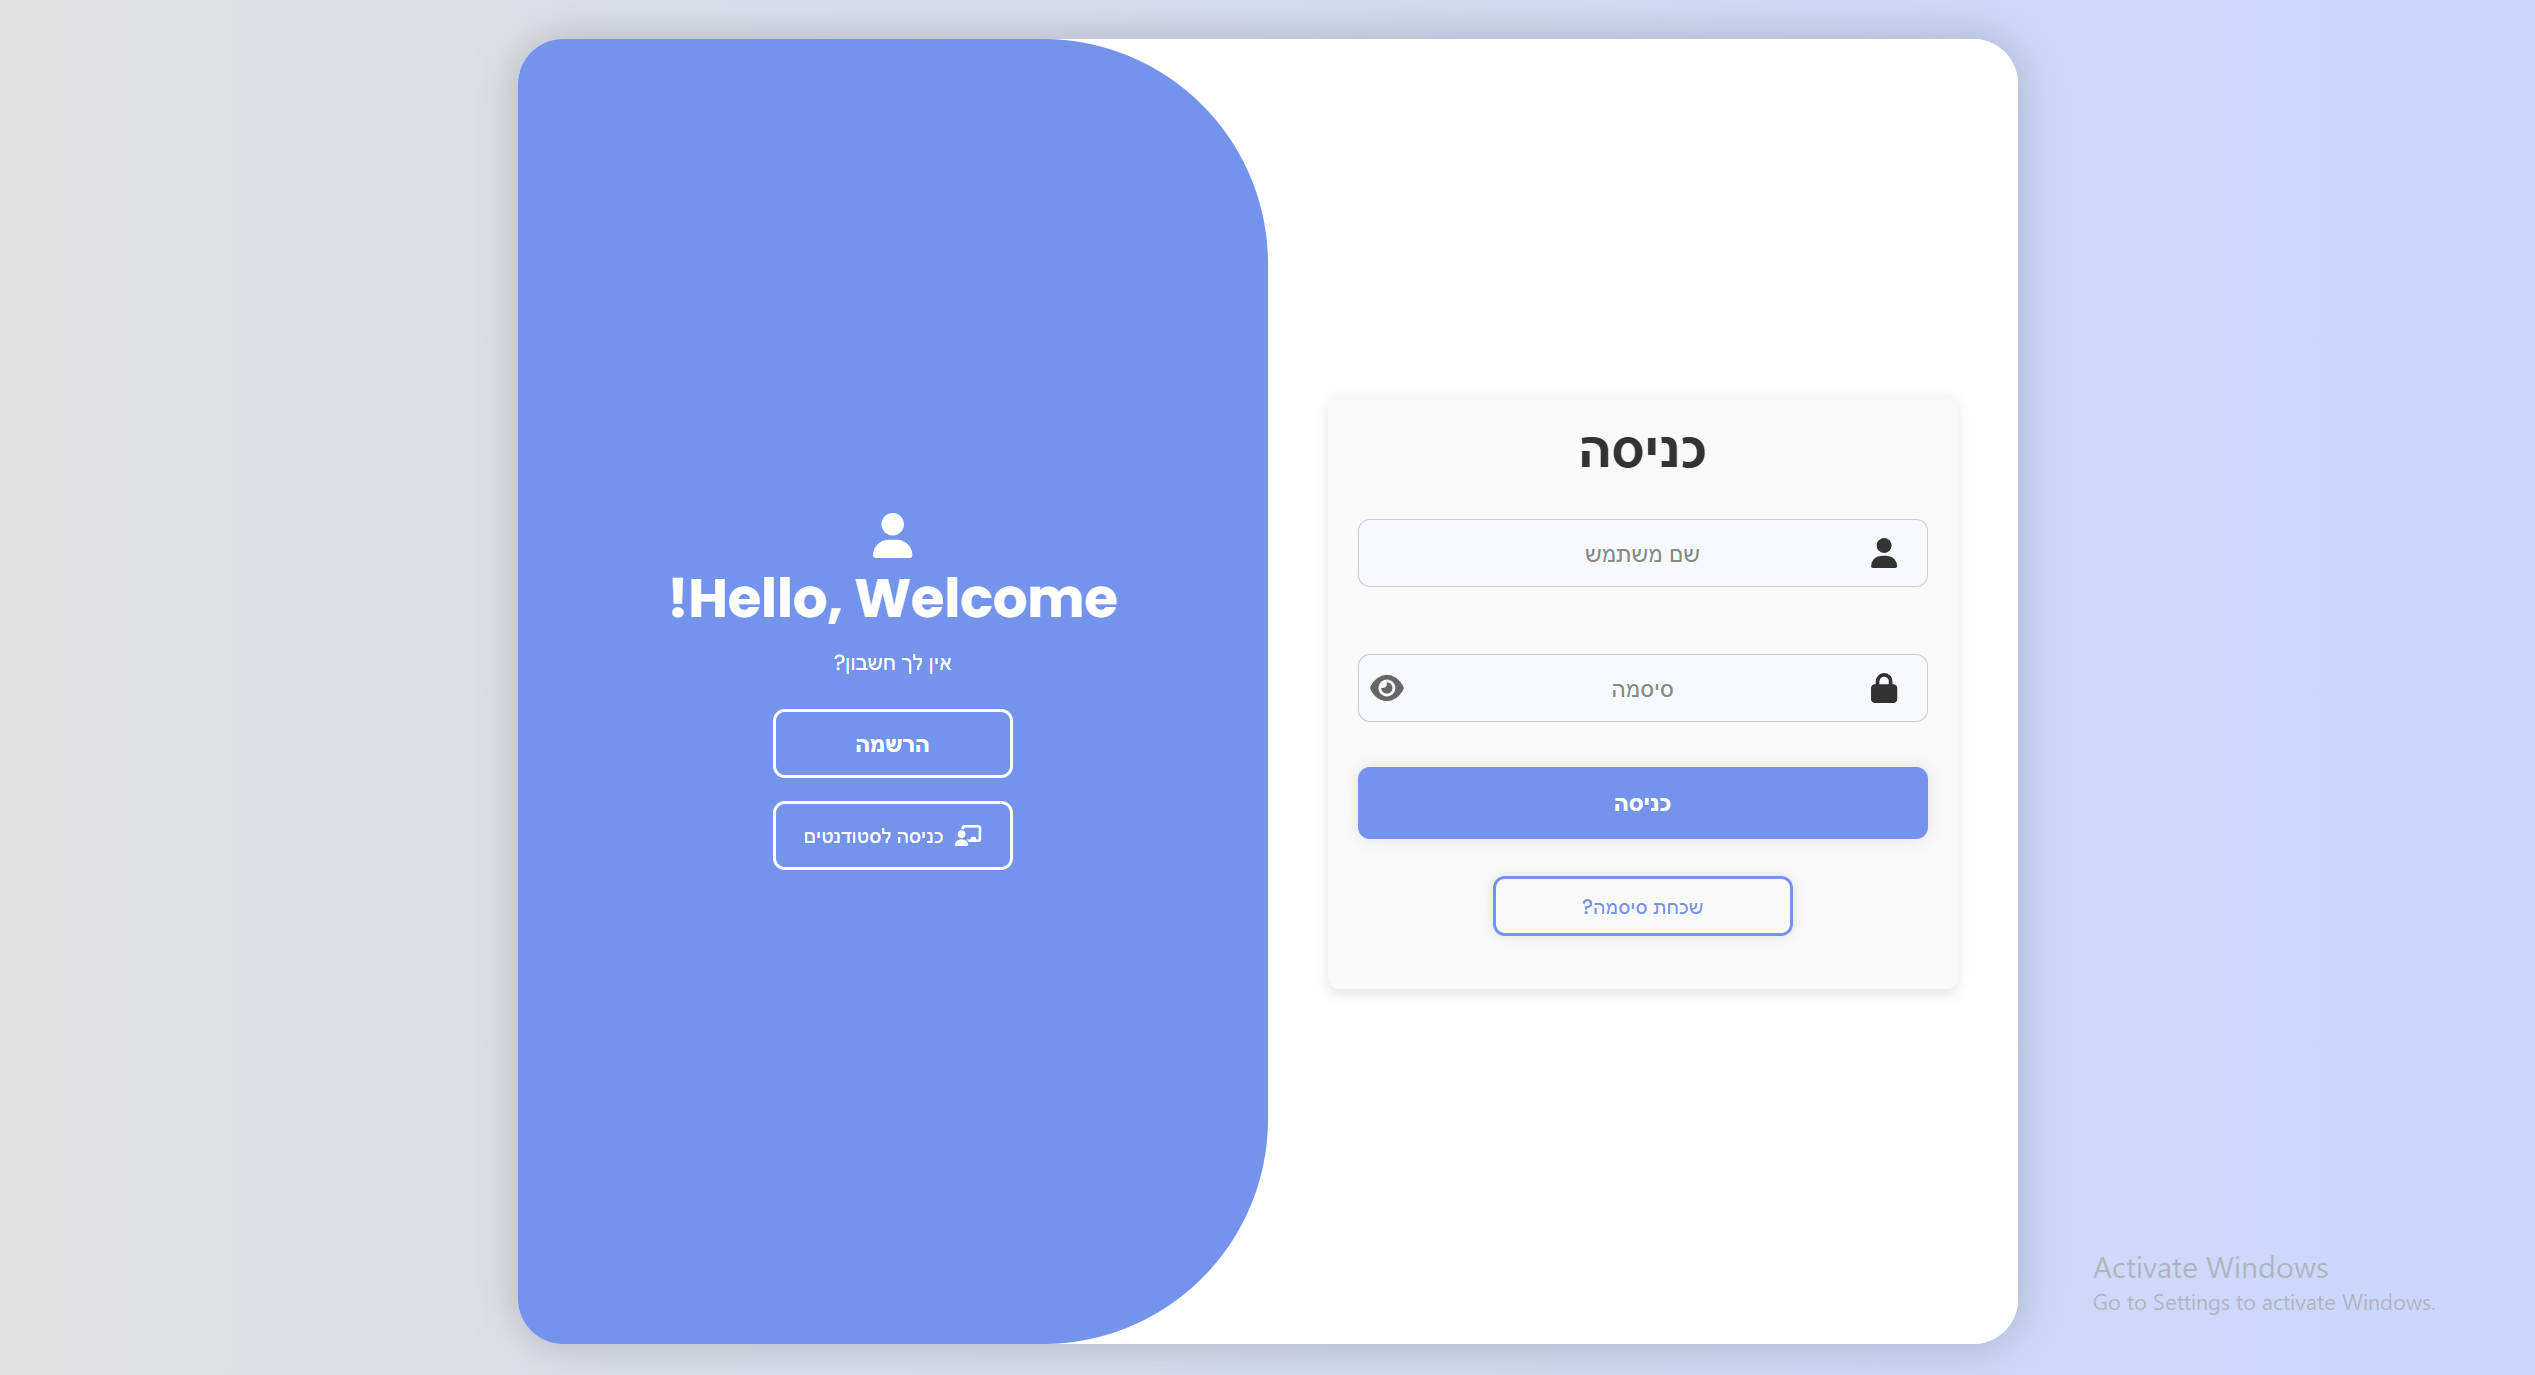 כניסה
שם משתמש
סיסמה
כניסה
שכחת סיסמה?
!Hello, Welcome
אין לך חשבון?
הרשמה
כניסה לסטודנטים
Activate Windows
Go to Settings to activate Windows.